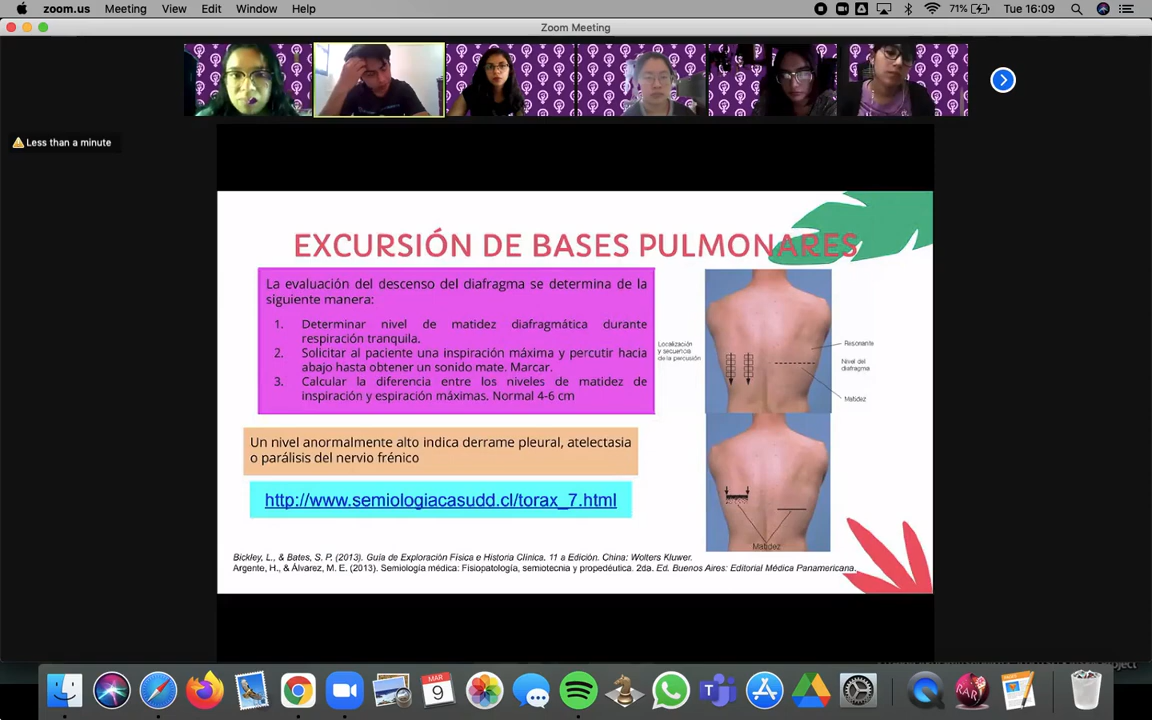 zoom.us Meeting View Edit Window Help 71% Tue 16:09
Zoom Meeting
Less than a minute
EXCURSIÓN DE BASES PULMONARES
La evaluación del descenso del diafragma se determina de la
siguiente manera:
1. Determinar nivel de matidez diafragmática durante
respiración tranquila.
2. Solicitar al paciente una inspiración máxima y percutir hacia
abajo hasta obtener un sonido mate. Marcar.
3. Calcular la diferencia entre los niveles de matidez de
inspiración y espiración máximas. Normal 4-6 cm
Localización
y secuencia
de la percusión
Resonante
Nivel del
diafragma
Matidez
Un nivel anormalmente alto indica derrame pleural, atelectasia
o parálisis del nervio frénico
http://www.semiologiacasudd.cl/torax_7.html
Matidez
Bickley, L., & Bates, S. P. (2013). Guía de Exploración Física e Historia Clínica. 11 a Edición. China: Wolters Kluwer.
Argente, H., & Álvarez, M. E. (2013). Semiología médica: Fisiopatología, semiotecnia y propedéutica. 2da. Ed. Buenos Aires: Editorial Médica Panamericana.
Project
MAR
9
RAR